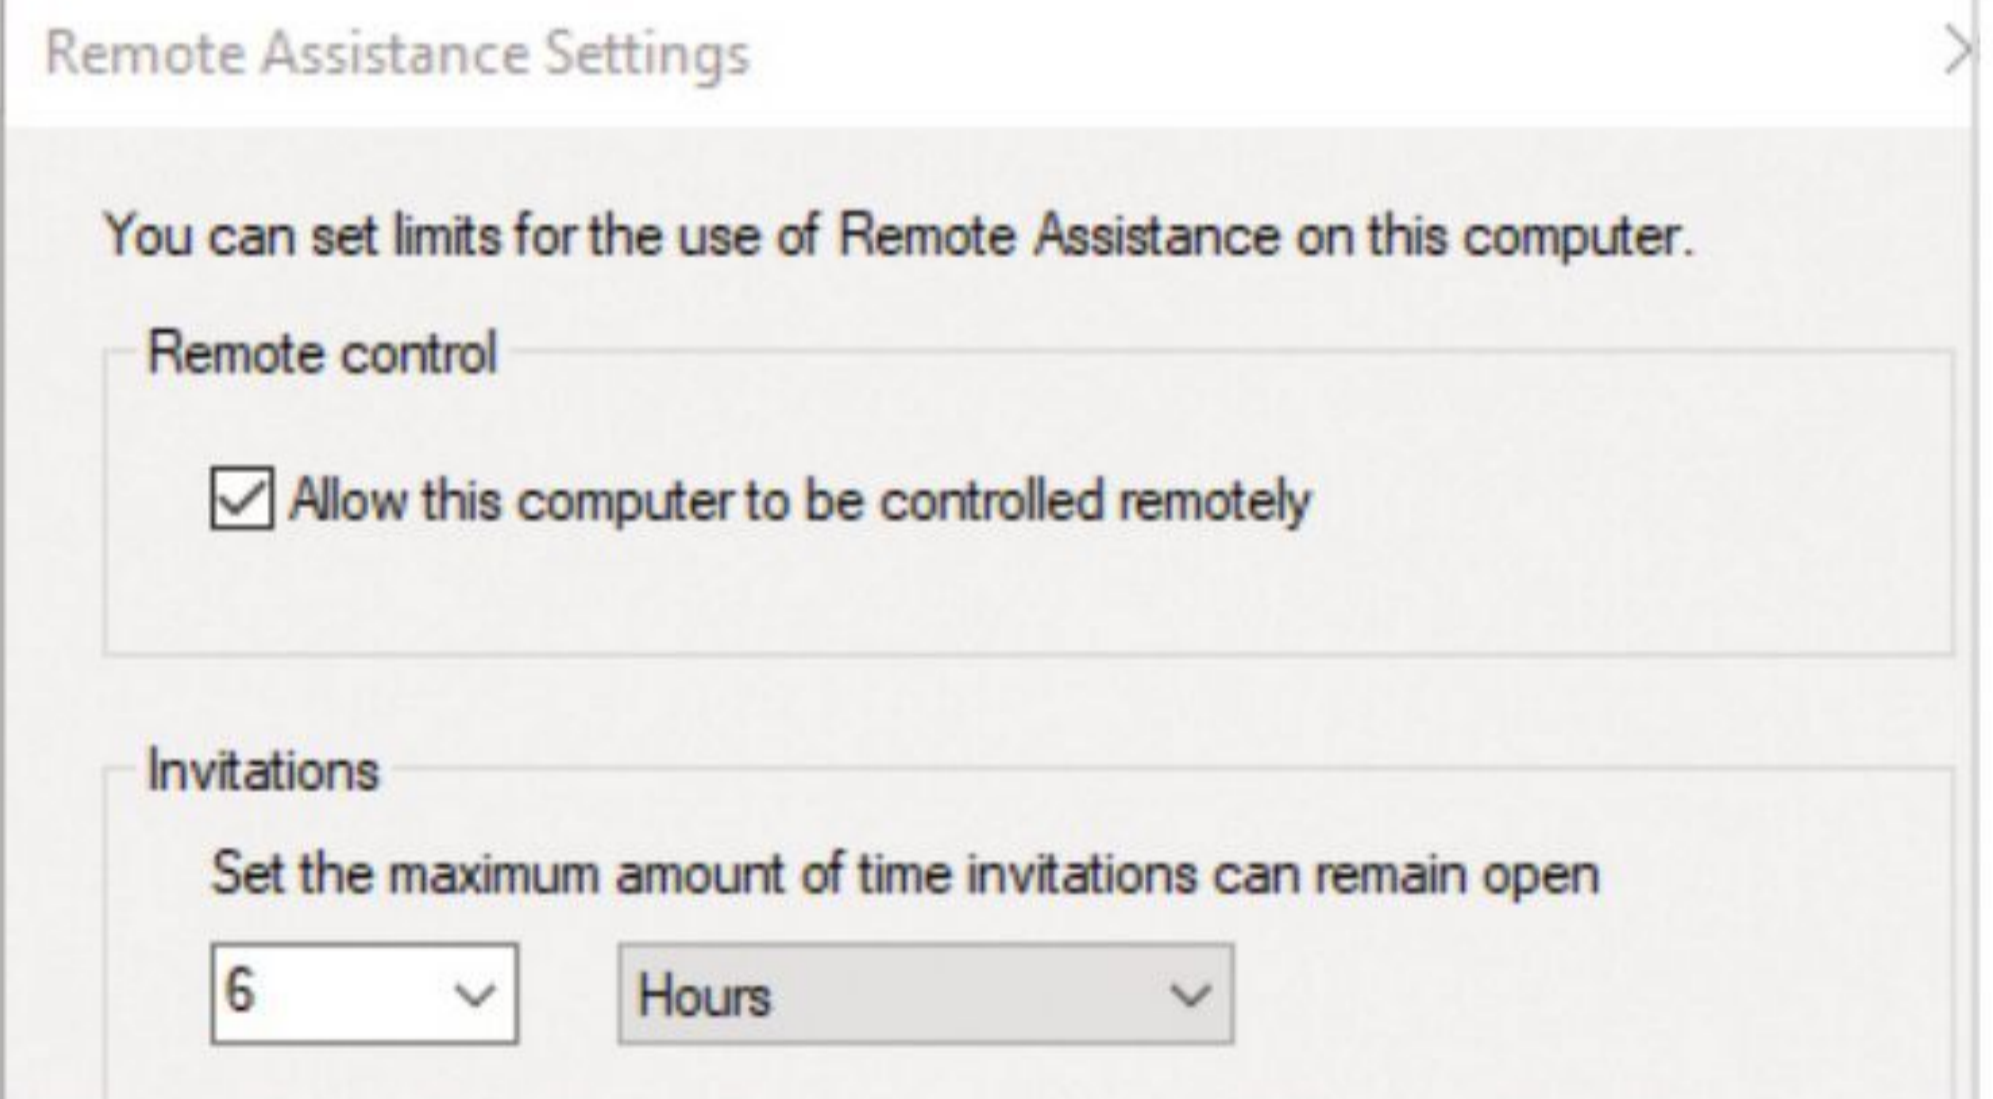 Remote Assistance Settings
You can set limits for the use of Remote Assistance on this computer.
Remote control
Allow this computer to be controlled remotely
Invitations
Set the maximum amount of time invitations can remain open
6 Hours